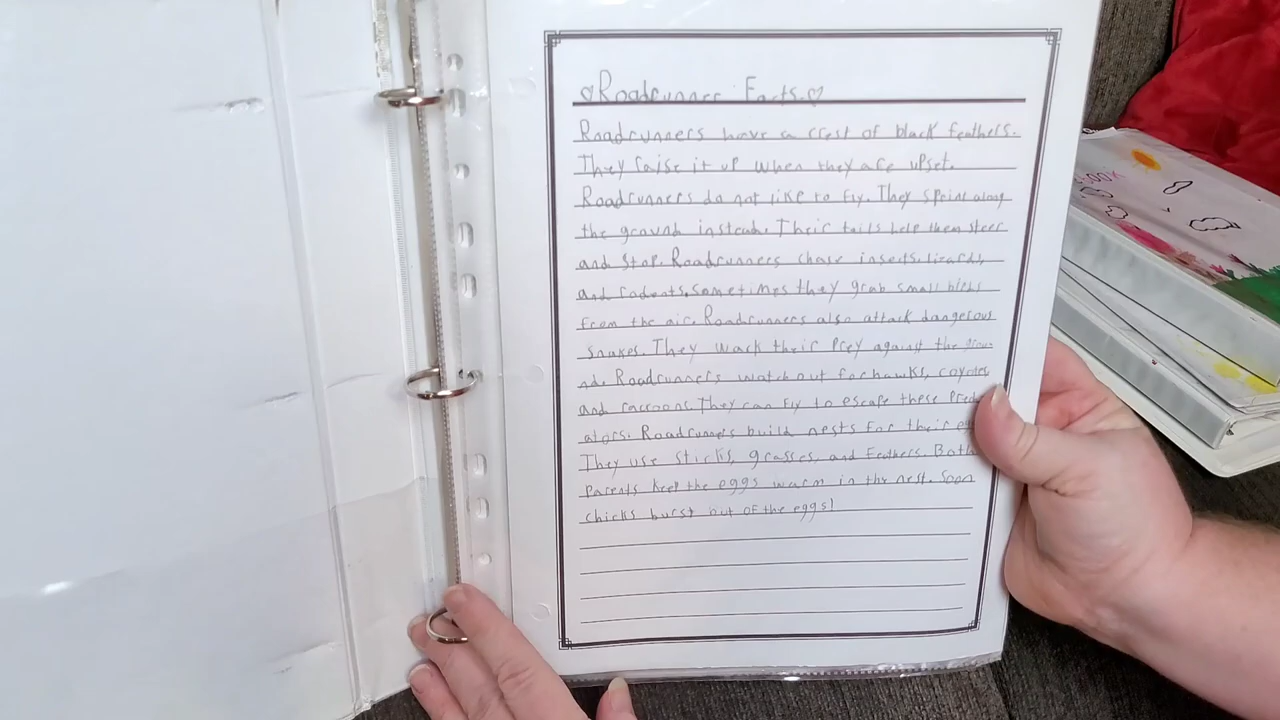 ♡Roadrunner Facts♡
Roadrunners have a crest of black feathers.
They raise it up when they are upset.
Roadrunners do not like to fly. They sprint along
the ground instead. Their tails help them steer
and stop. Roadrunners chase insects, lizards,
and rodents. sometimes they grab small birds
from the air. Roadrunners also attack dangerous
snakes. They wack their prey against the grou-
nd. Roadrunners watch out for hawks, coyotes
and raccoons. They can fly to escape these pred-
ators. Roadrunners build nests for their
They use sticks, grasses, and feathers. Both
parents keep the eggs warm in the nest. Soon
chicks burst out of the eggs!